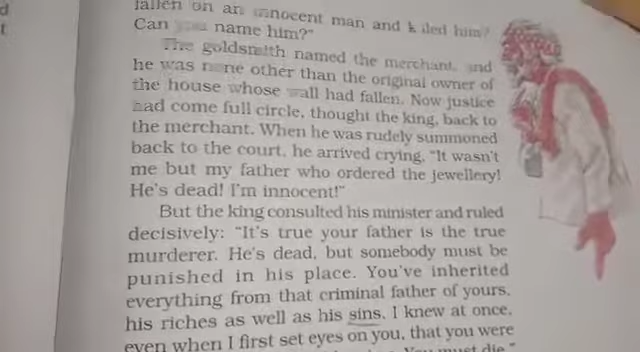 d
t
fallen on an innocent man and killed him?
Can you name him?"
The goldsmith named the merchant, and
he was none other than the original owner of
the house whose wall had fallen. Now justice
had come full circle, thought the king, back to
the merchant. When he was rudely summoned
back to the court, he arrived crying, "It wasn't
me but my father who ordered the jewellery!
He's dead! I'm innocent!"
But the king consulted his minister and ruled
decisively: "It's true your father is the true
murderer. He's dead, but somebody must be
punished in his place. You've inherited
everything from that criminal father of yours,
his riches as well as his sins. I knew at once,
even when I first set eyes on you, that you were
You must die."